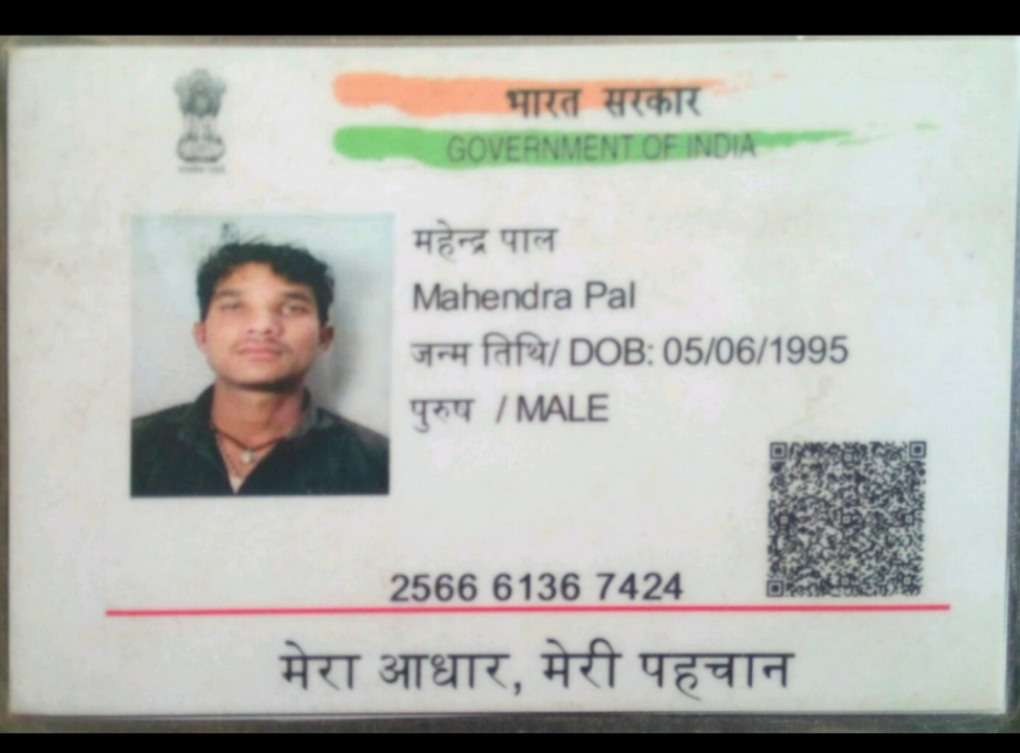 भारत सरकार
GOVERNMENT OF INDIA
महेन्द्र पाल
Mahendra Pal
जन्म तिथि/ DOB: 05/06/1995
पुरुष / MALE
2566 6136 7424
मेरा आधार, मेरी पहचान